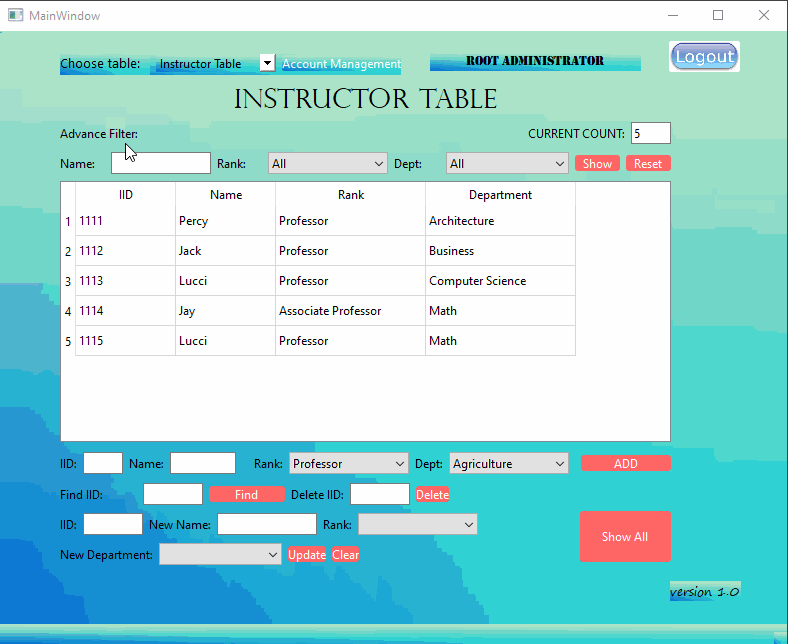 MainWindow
Choose table: Instructor Table Account Management ROOT ADMINISTRATOR Logout
INSTRUCTOR TABLE
Advance Filter: CURRENT COUNT: 5
Name: Rank: All Dept: All Show Reset
IID Name Rank Department
1 1111 Percy Professor Architecture
2 1112 Jack Professor Business
3 1113 Lucci Professor Computer Science
4 1114 Jay Associate Professor Math
5 1115 Lucci Professor Math
IID: Name: Rank: Professor Dept: Agriculture ADD
Find IID: Find Delete IID: Delete
IID: New Name: Rank:
Show All
New Department: Update Clear
version 1.0